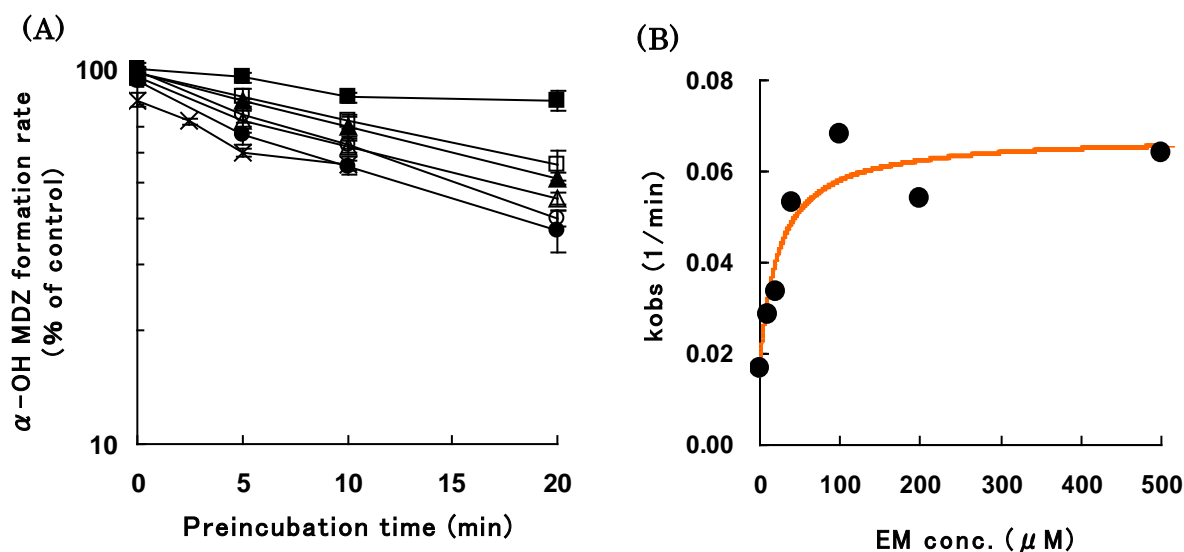 (A)
α-OH MDZ formation rate
(% of control)
100
10
0 5 10 15 20
Preincubation time (min)
(B)
kobs (1/min)
0.08
0.06
0.04
0.02
0.00
0 100 200 300 400 500
EM conc. (μM)